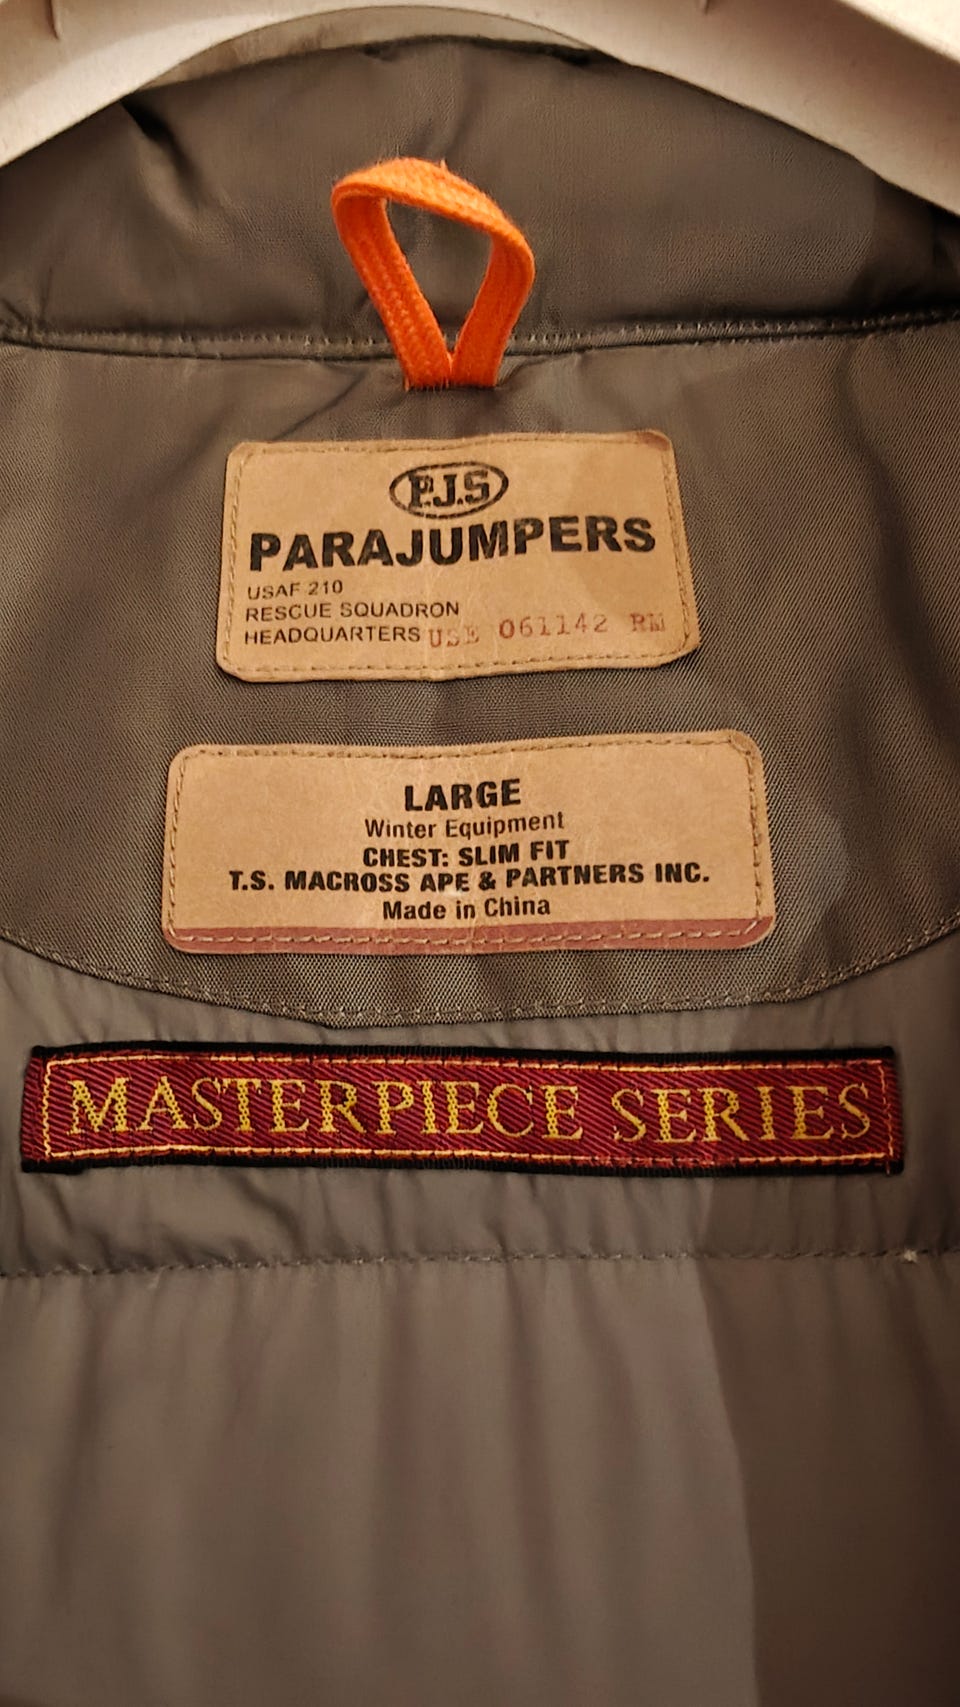 P.J.S
PARAJUMPERS
USAF 210
RESCUE SQUADRON
HEADQUARTERS USE 061142 RM
LARGE
Winter Equipment
CHEST: SLIM FIT
T.S. MACROSS APE & PARTNERS INC.
Made in China
MASTERPIECE SERIES